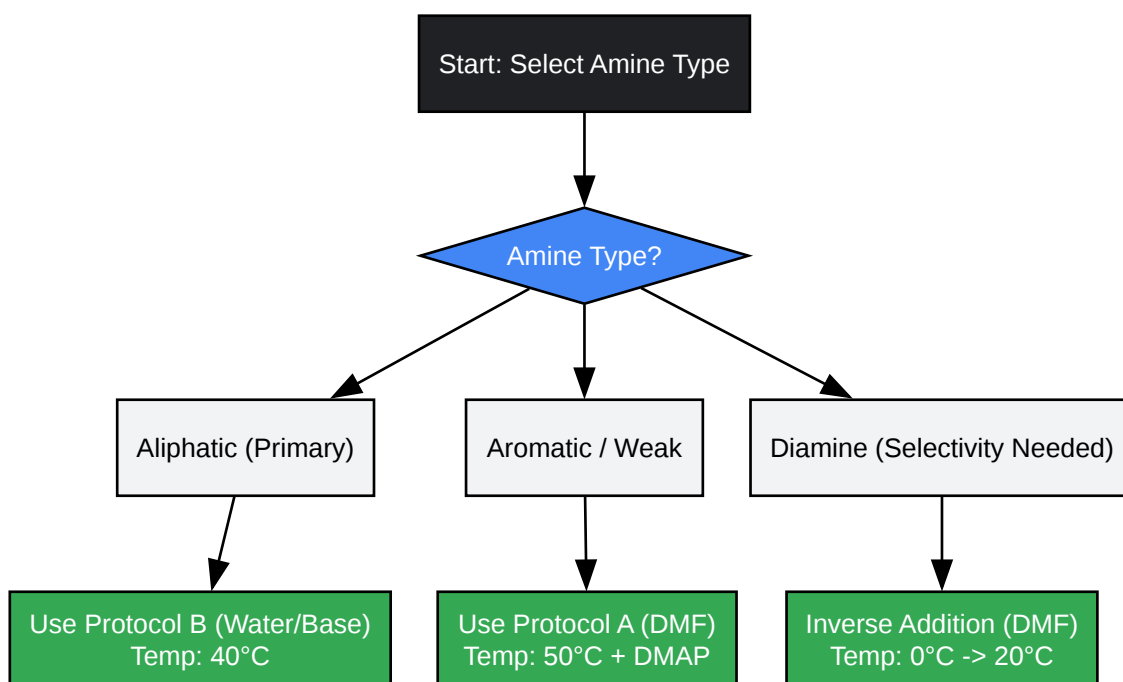 Start: Select Amine Type
Amine Type?
Aliphatic (Primary)
Aromatic / Weak
Diamine (Selectivity Needed)
Use Protocol B (Water/Base)
Temp: 40°C
Use Protocol A (DMF)
Temp: 50°C + DMAP
Inverse Addition (DMF)
Temp: 0°C -> 20°C